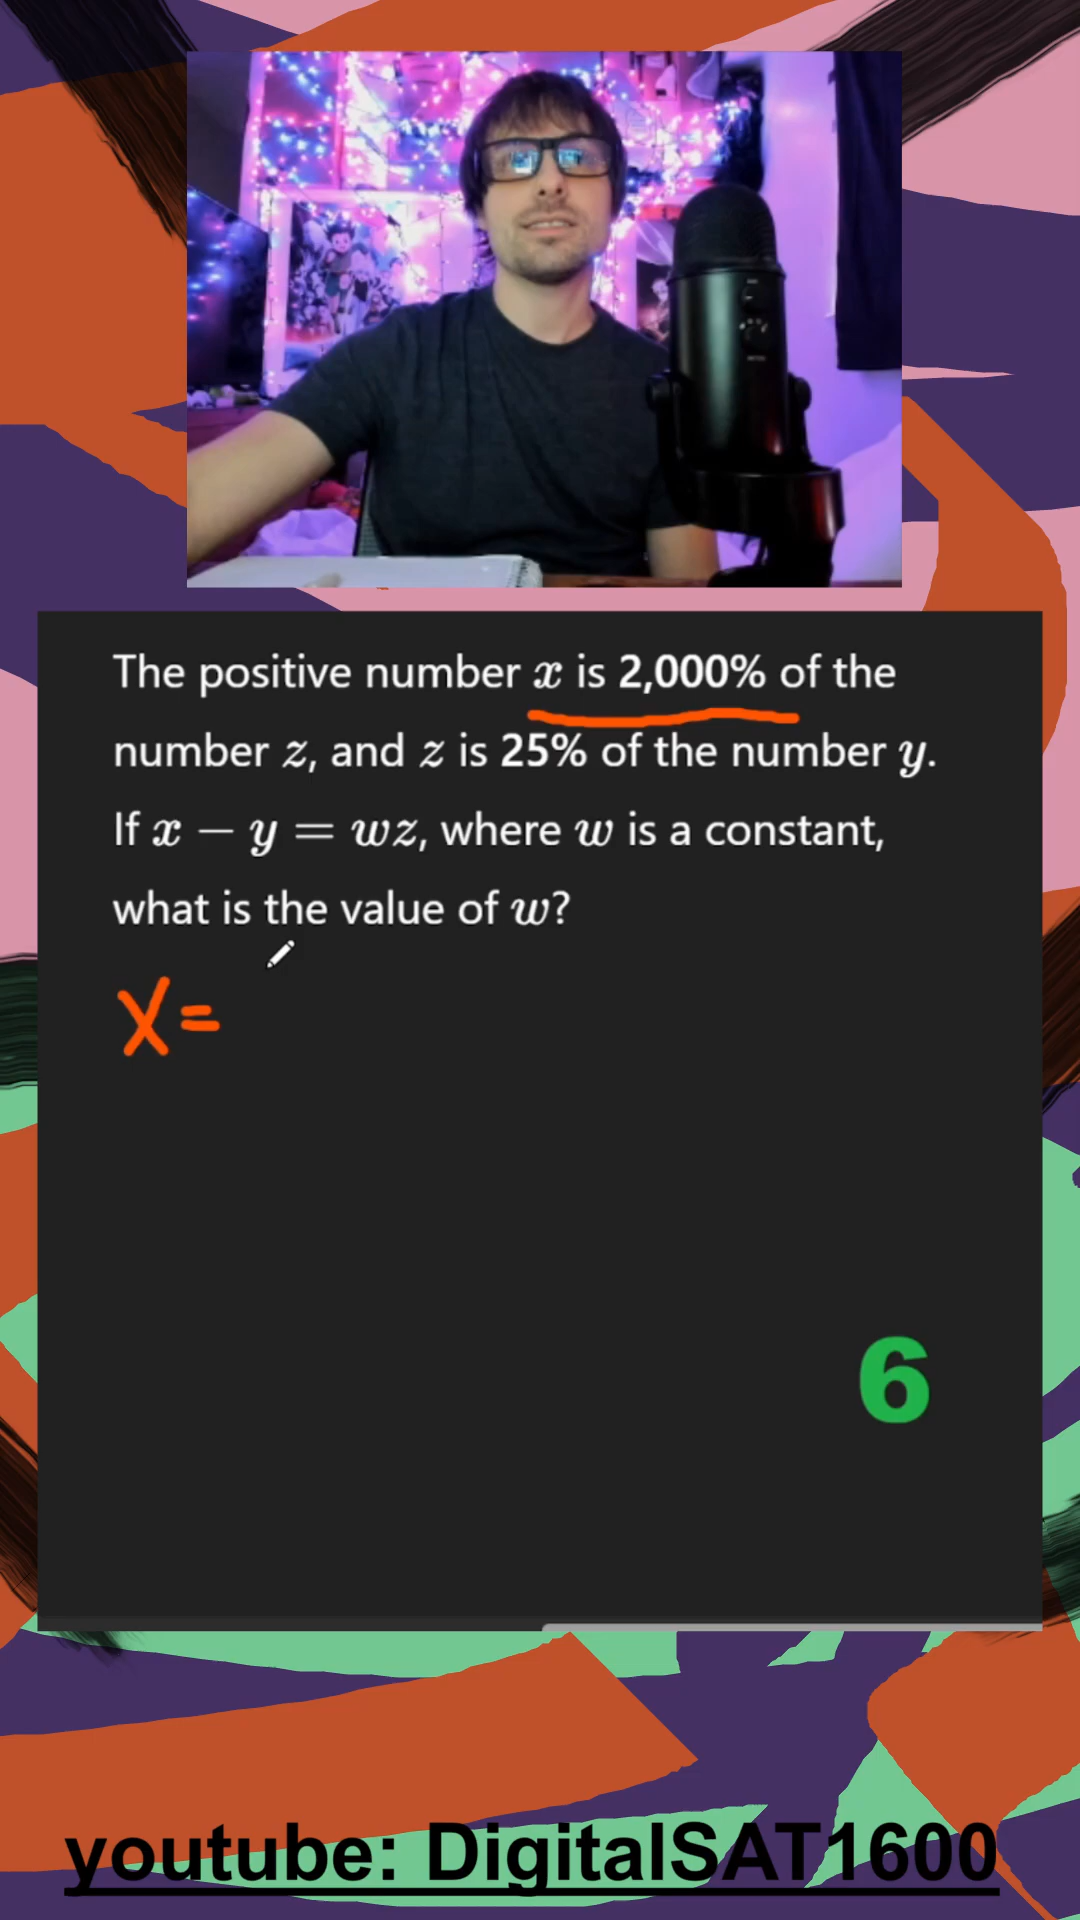 The positive number x is 2,000% of the
number z, and z is 25% of the number y.
If x − y = wz, where w is a constant,
what is the value of w?
X=
6
youtube: DigitalSAT1600